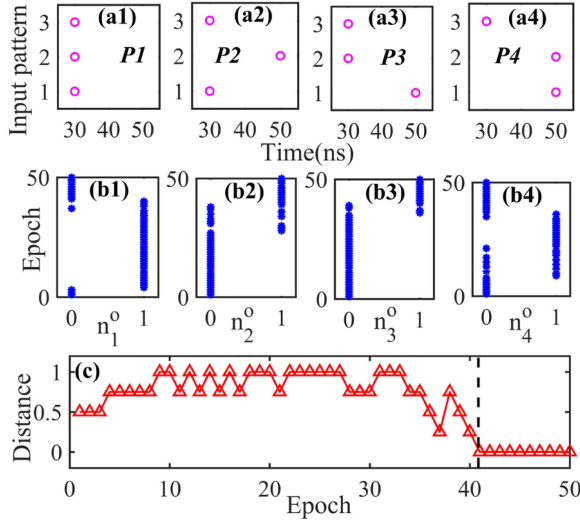 Input pattern
3 (a1)
2 P1
1
30 40 50
3 (a2)
P2 2
1
30 40 50
3 (a3)
2 P3
1
30 40 50
3 (a4)
P4 2
1
30 40 50
Time(ns)
Epoch
50 (b1)
0
0 n₁ᵒ 1
50 (b2)
0
0 n₂ᵒ 1
50 (b3)
0
0 n₃ᵒ 1
50 (b4)
0
0 n₄ᵒ 1
Distance
1 (c)
0.5
0
0 10 20 30 40 50
Epoch